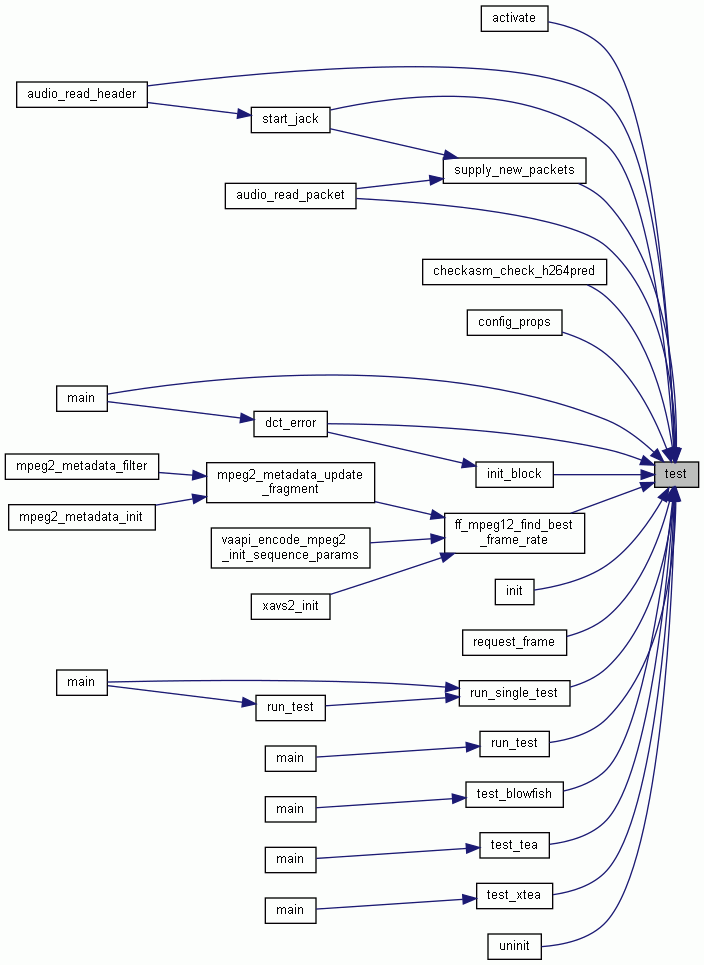 activate
audio_read_header
start_jack
supply_new_packets
audio_read_packet
checkasm_check_h264pred
config_props
main
dct_error
mpeg2_metadata_filter
mpeg2_metadata_update
_fragment
init_block
test
mpeg2_metadata_init
ff_mpeg12_find_best
_frame_rate
vaapi_encode_mpeg2
_init_sequence_params
init
xavs2_init
request_frame
main
run_single_test
run_test
run_test
main
test_blowfish
main
test_tea
main
test_xtea
main
uninit